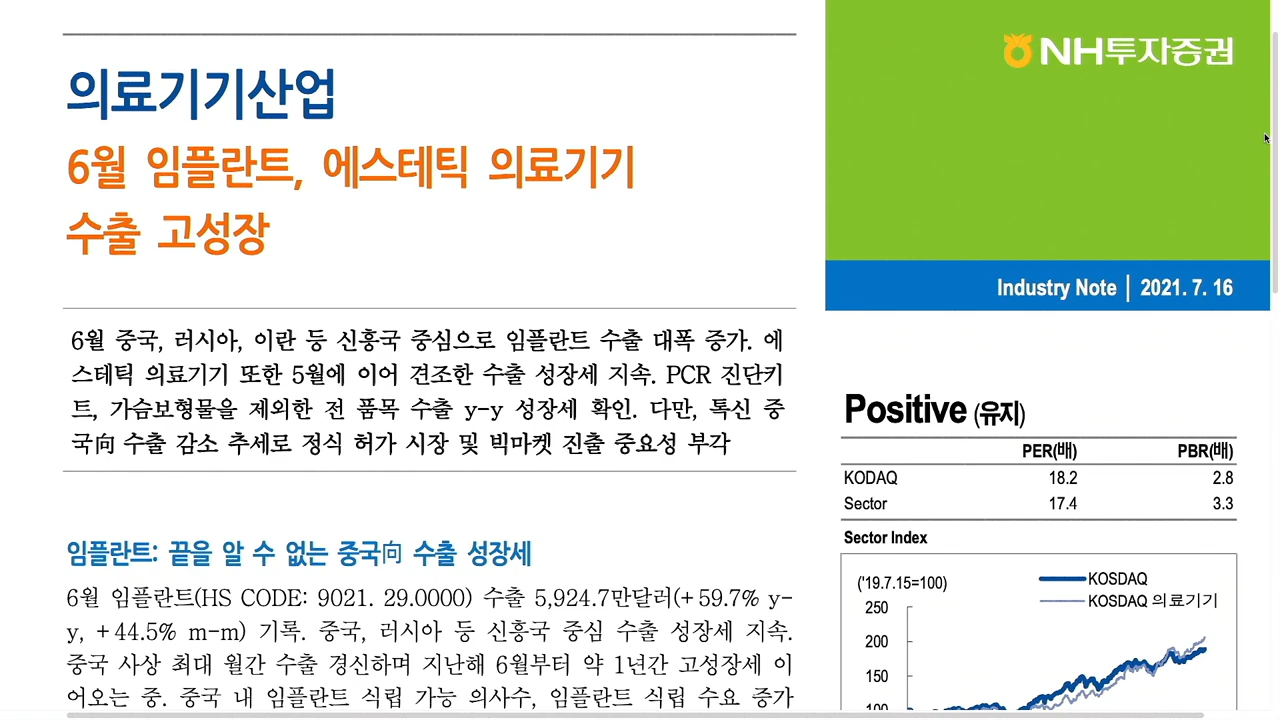 NH투자증권
의료기기산업
6월 임플란트, 에스테틱 의료기기
수출 고성장
Industry Note | 2021. 7. 16
6월 중국, 러시아, 이란 등 신흥국 중심으로 임플란트 수출 대폭 증가. 에
스테틱 의료기기 또한 5월에 이어 견조한 수출 성장세 지속. PCR 진단키
트, 가슴보형물을 제외한 전 품목 수출 y-y 성장세 확인. 다만, 톡신 중
국向 수출 감소 추세로 정식 허가 시장 및 빅마켓 진출 중요성 부각
임플란트: 끝을 알 수 없는 중국向 수출 성장세
6월 임플란트(HS CODE: 9021. 29.0000) 수출 5,924.7만달러(+59.7% y-
y, +44.5% m-m) 기록. 중국, 러시아 등 신흥국 중심 수출 성장세 지속.
중국 사상 최대 월간 수출 경신하며 지난해 6월부터 약 1년간 고성장세 이
어오는 중. 중국 내 임플란트 식립 가능 의사수, 임플란트 식립 수요 증가
Positive (유지)
PER(배) PBR(배)
KODAQ 18.2 2.8
Sector 17.4 3.3
Sector Index
('19.7.15=100)
KOSDAQ
KOSDAQ 의료기기
250
200
150
100